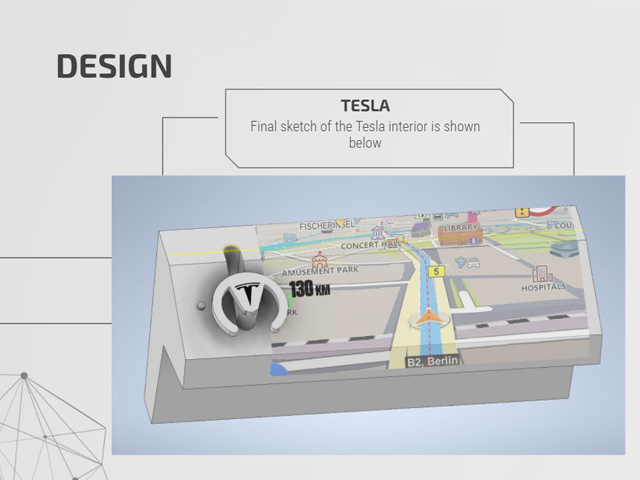 DESIGN
TESLA
Final sketch of the Tesla interior is shown
below
FISCHERINSEL
LIBRARY
COU
CONCERT HALL
AMUSEMENT PARK
5
130 KM
HOSPITALS
RK
B2, Berlin